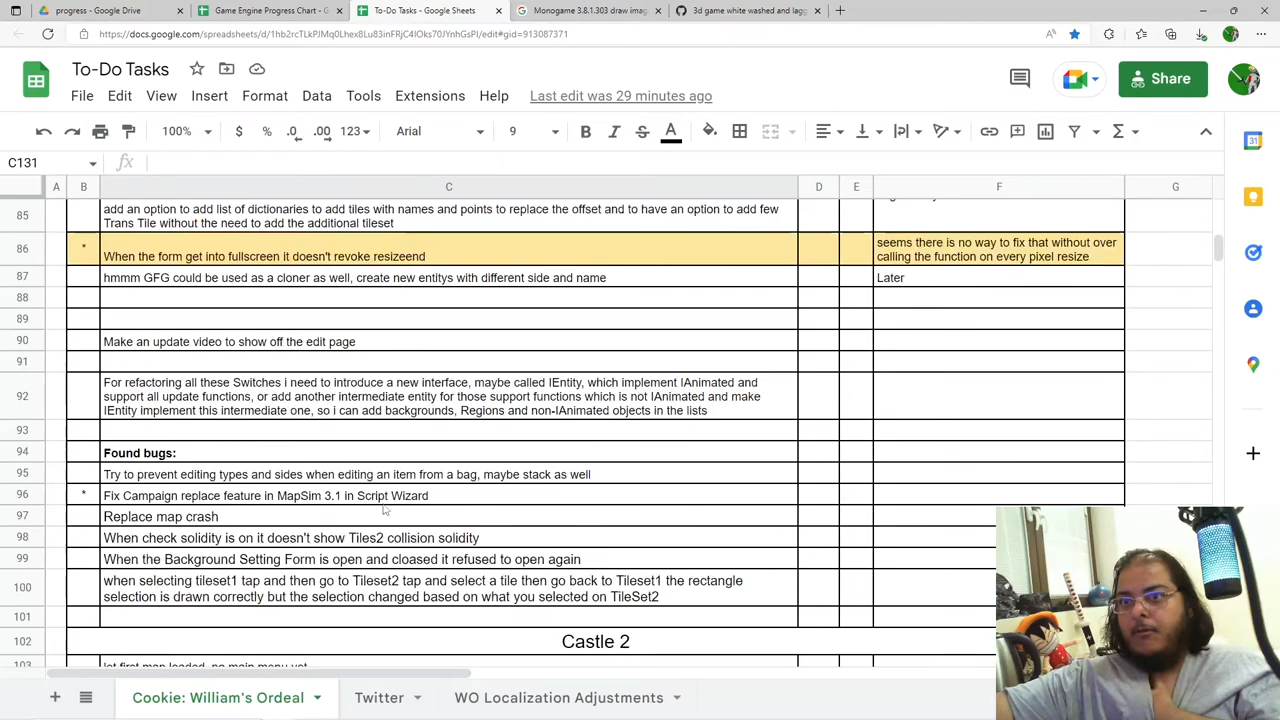 progress - Google Drive
Game Engine Progress Chart - G
To-Do Tasks - Google Sheets
Monogame 3.8.1.303 draw imag
3d game white washed and lagg
https://docs.google.com/spreadsheets/d/1hb2rcTLkPJMq0Lhex8Lu83inFRjC4IOks70JYnhGsPI/edit#gid=913087371
To-Do Tasks
Share
File Edit View Insert Format Data Tools Extensions Help Last edit was 29 minutes ago
100% $ % .0 .00 123 Arial 9 B I S A
C131 fx
A B C D E F G
85 add an option to add list of dictionaries to add tiles with names and points to replace the offset and to have an option to add few
Trans Tile without the need to add the additional tileset
86 * When the form get into fullscreen it doesn't revoke resizeend
seems there is no way to fix that without over
calling the function on every pixel resize
87 hmmm GFG could be used as a cloner as well, create new entitys with different side and name Later
88
89
90 Make an update video to show off the edit page
91
92 For refactoring all these Switches i need to introduce a new interface, maybe called IEntity, which implement IAnimated and
support all update functions, or add another intermediate entity for those support functions which is not IAnimated and make
IEntity implement this intermediate one, so i can add backgrounds, Regions and non-IAnimated objects in the lists
93
94 Found bugs:
95 Try to prevent editing types and sides when editing an item from a bag, maybe stack as well
96 * Fix Campaign replace feature in MapSim 3.1 in Script Wizard
97 Replace map crash
98 When check solidity is on it doesn't show Tiles2 collision solidity
99 When the Background Setting Form is open and cloased it refused to open again
100 when selecting tileset1 tap and then go to Tileset2 tap and select a tile then go back to Tileset1 the rectangle
selection is drawn correctly but the selection changed based on what you selected on TileSet2
101
102 Castle 2
103 let first map loaded, no main menu yet
Cookie: William's Ordeal Twitter WO Localization Adjustments